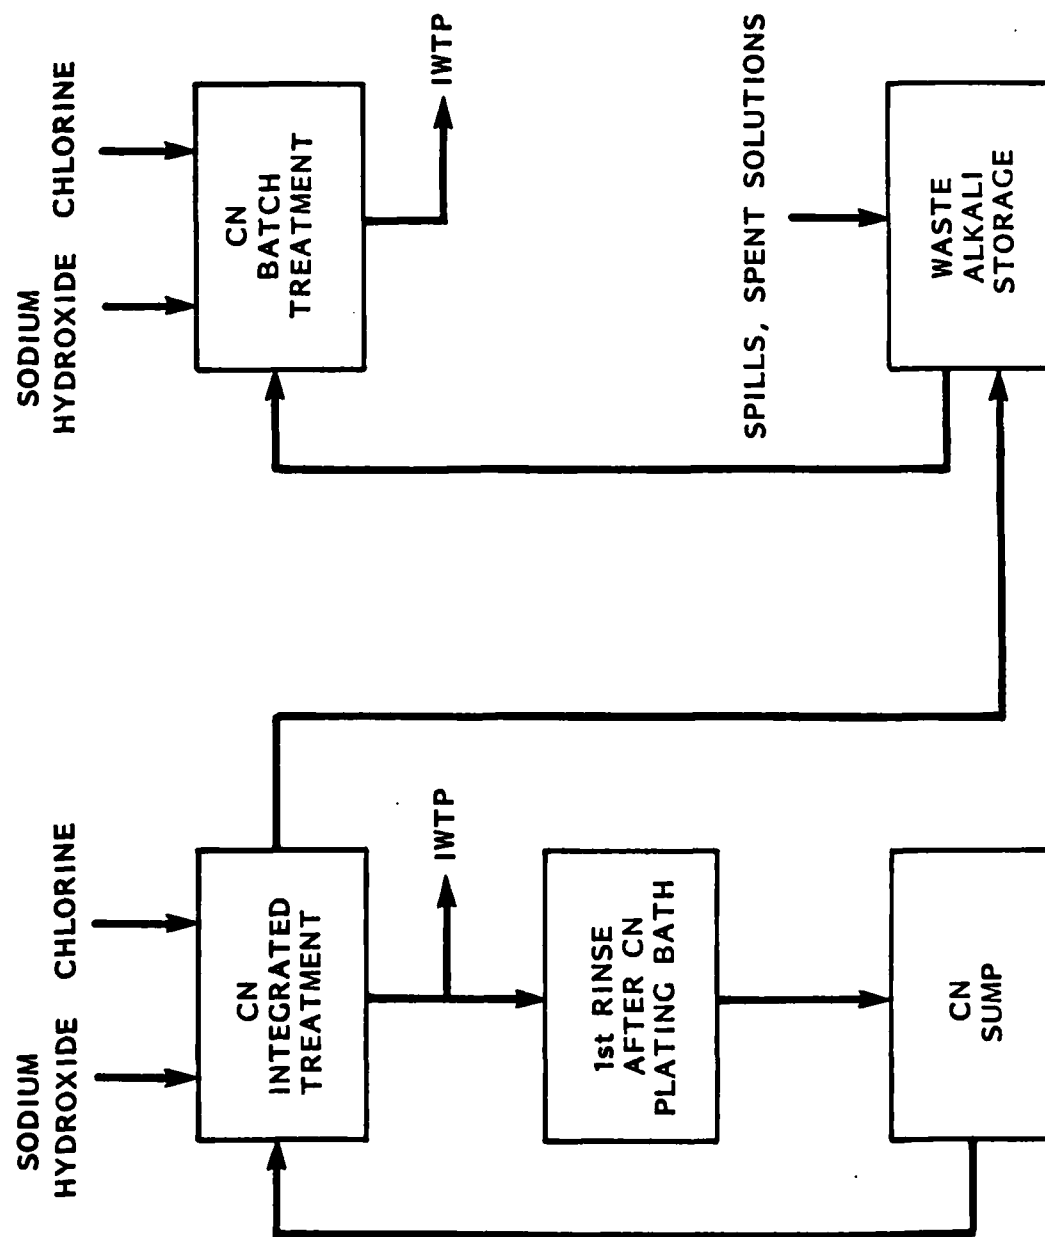 SODIUM
HYDROXIDE
CHLORINE
CN
INTEGRATED
TREATMENT
IWTP
1st RINSE
AFTER CN
PLATING BATH
CN
SUMP
SODIUM
HYDROXIDE
CHLORINE
CN
BATCH
TREATMENT
IWTP
SPILLS, SPENT SOLUTIONS
WASTE
ALKALI
STORAGE